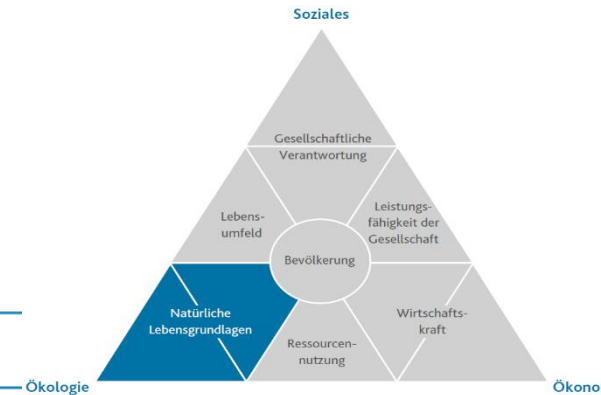 Soziales
Gesellschaftliche
Verantwortung
Lebens-
umfeld
Leistungs-
fähigkeit der
Gesellschaft
Bevölkerung
Natürliche
Lebensgrundlagen
Wirtschafts-
kraft
Ressourcen-
nutzung
Ökologie
Ökono